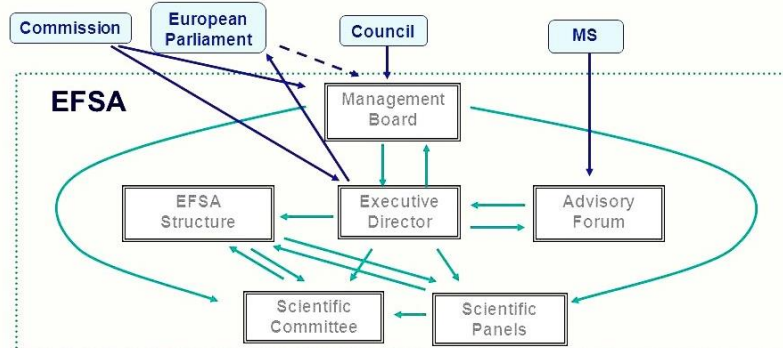 Commission
European
Parliament
Council
MS
EFSA
Management
Board
EFSA
Structure
Executive
Director
Advisory
Forum
Scientific
Committee
Scientific
Panels